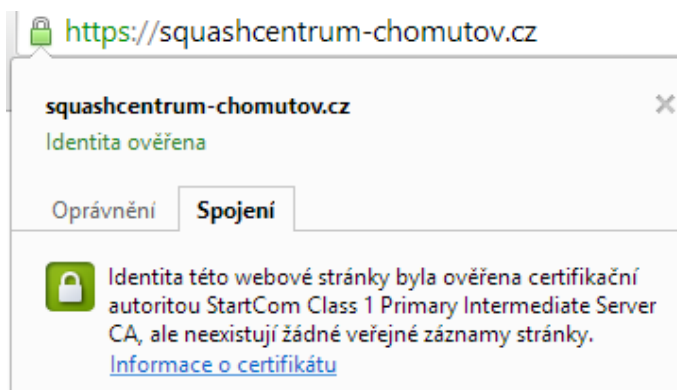 https://squashcentrum-chomutov.cz
squashcentrum-chomutov.cz
Identita ověřena
Oprávnění Spojení
Identita této webové stránky byla ověřena certifikační
autoritou StartCom Class 1 Primary Intermediate Server
CA, ale neexistují žádné veřejné záznamy stránky.
Informace o certifikátu